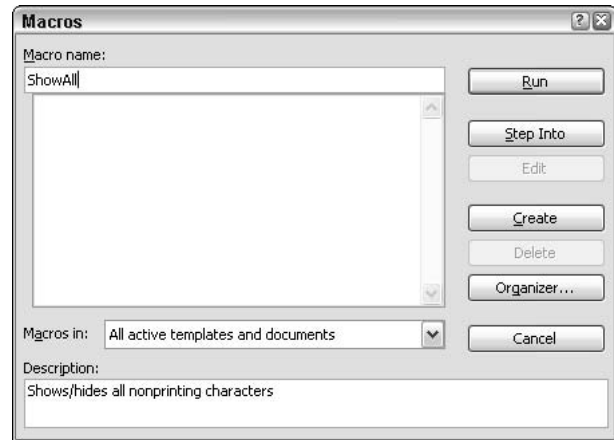 Macros
Macro name:
ShowAll
Run
Step Into
Edit
Create
Delete
Organizer...
Macros in: All active templates and documents
Cancel
Description:
Shows/hides all nonprinting characters